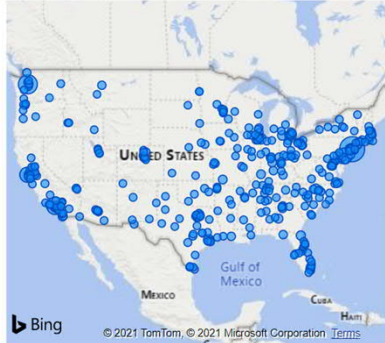 UNITED STATES
Gulf of
Mexico
MEXICO
CUBA
HAITI
Bing
© 2021 TomTom, © 2021 Microsoft Corporation Terms